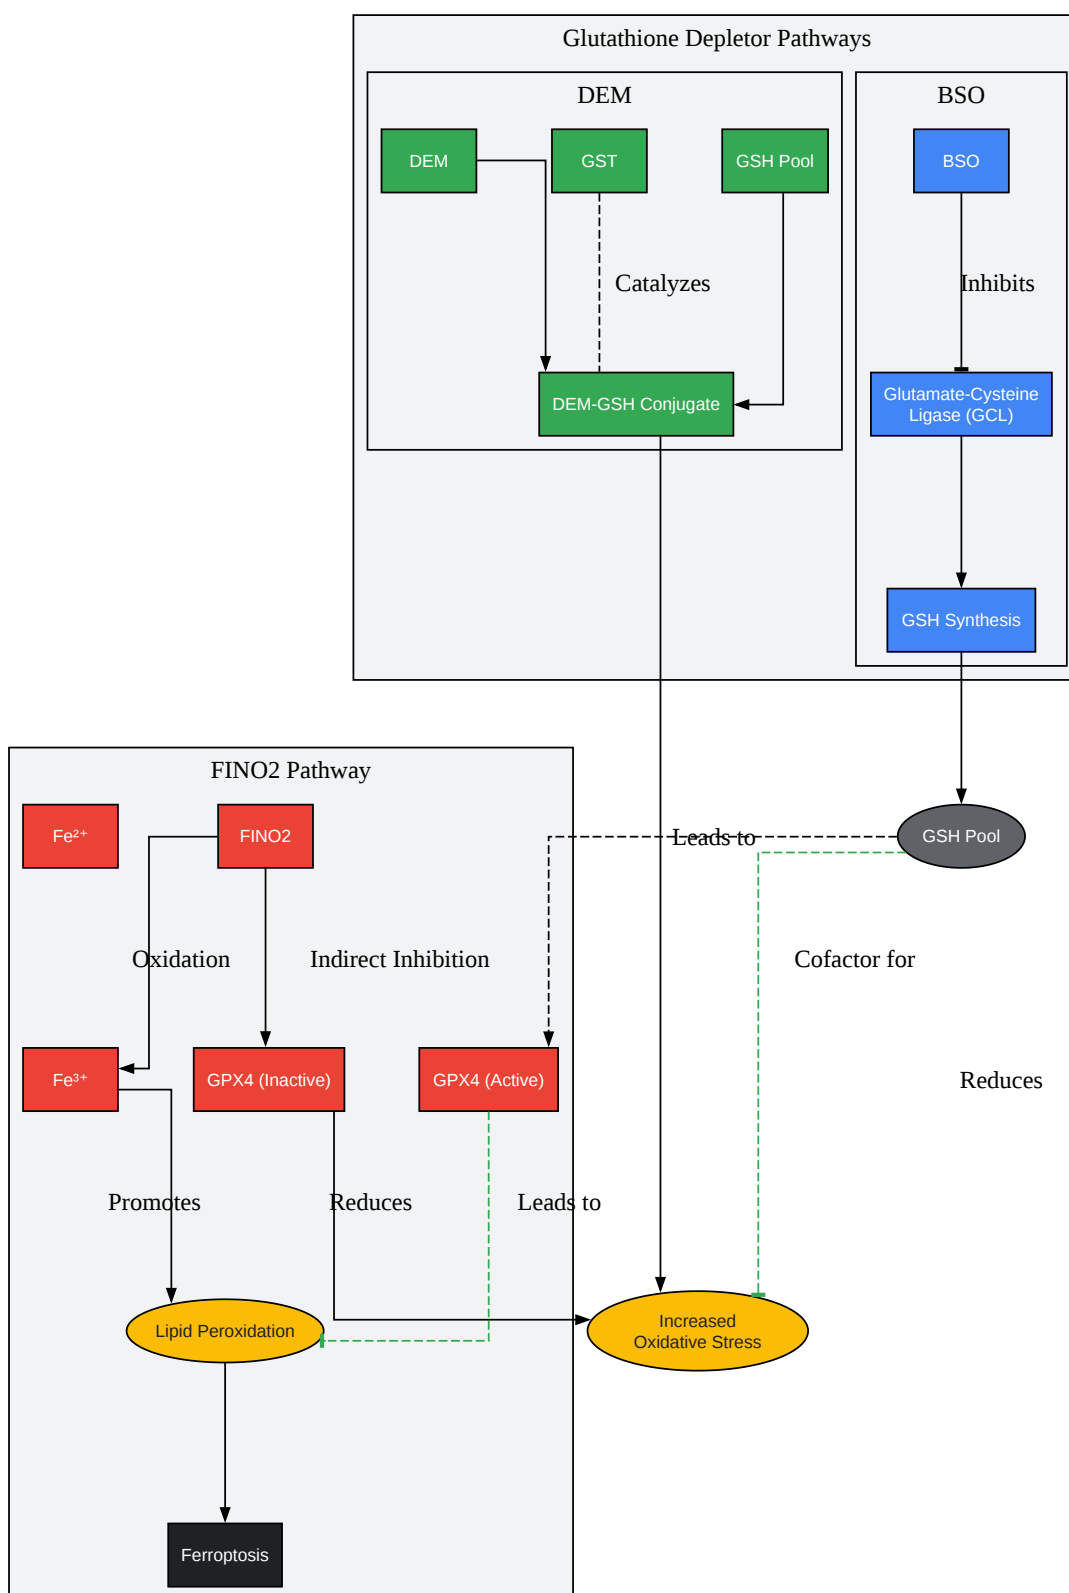 Glutathione Depletor Pathways
DEM
BSO
DEM
GST
GSH Pool
BSO
Catalyzes
Inhibits
DEM-GSH Conjugate
Glutamate-Cysteine
Ligase (GCL)
GSH Synthesis
FINO2 Pathway
Fe²⁺
FINO2
Leads to
GSH Pool
Oxidation
Indirect Inhibition
Cofactor for
Fe³⁺
GPX4 (Inactive)
GPX4 (Active)
Reduces
Promotes
Reduces
Leads to
Lipid Peroxidation
Increased
Oxidative Stress
Ferroptosis